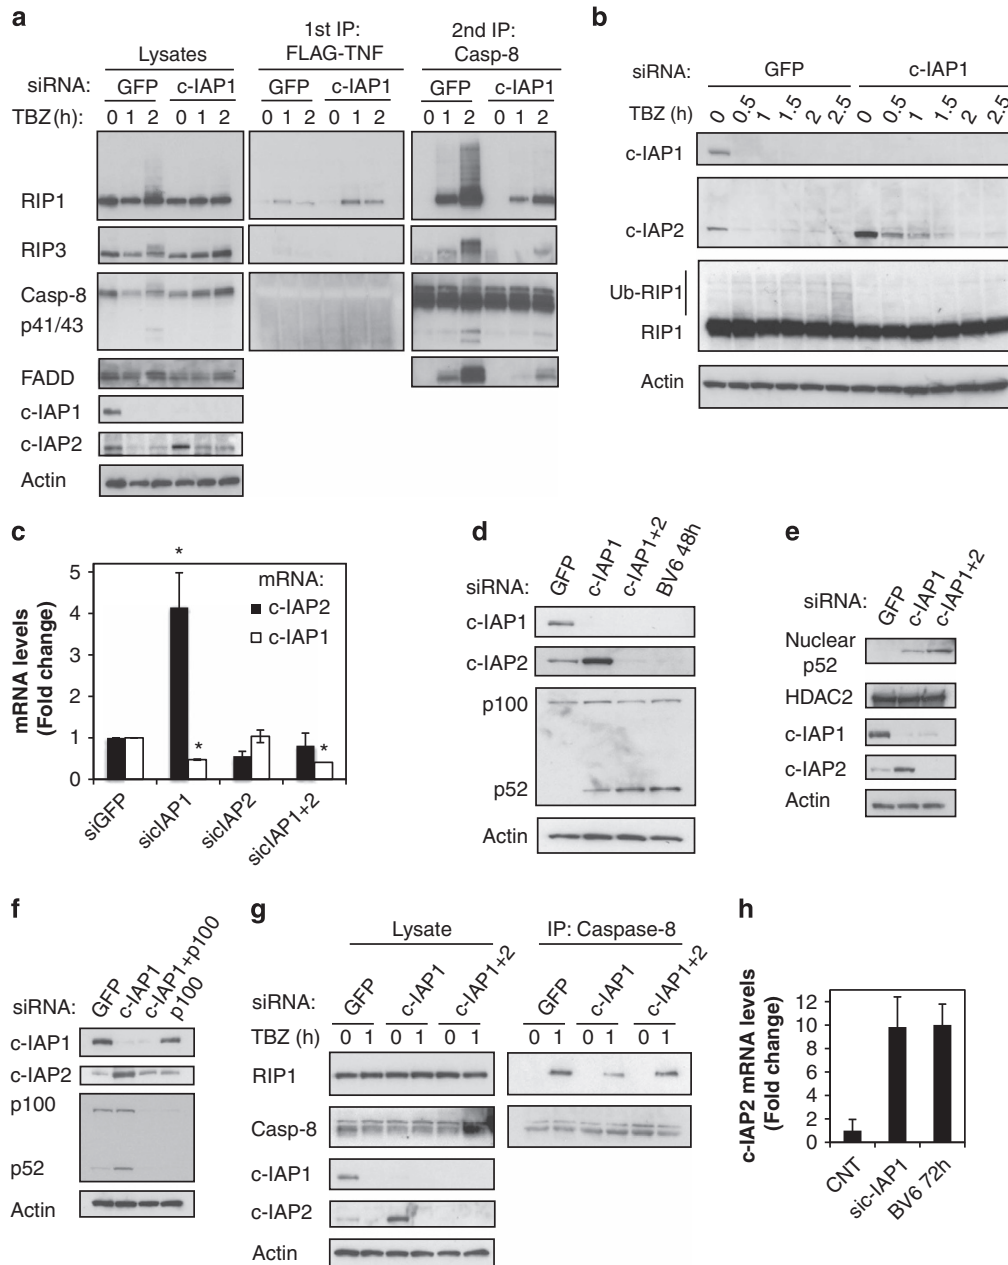 a
1st IP:
FLAG-TNF
2nd IP:
Casp-8
Lysates
siRNA: GFP c-IAP1 GFP c-IAP1 GFP c-IAP1
TBZ (h): 0 1 2 0 1 2 0 1 2 0 1 2 0 1 2 0 1 2
RIP1
RIP3
Casp-8
p41/43
FADD
c-IAP1
c-IAP2
Actin
b
siRNA: GFP c-IAP1
TBZ (h) 0 0.5 1 1.5 2 2.5 0 0.5 1 1.5 2 2.5
c-IAP1
c-IAP2
Ub-RIP1
RIP1
Actin
c
mRNA levels
(Fold change)
5
4
3
2
1
0
*
*
*
mRNA:
c-IAP2
c-IAP1
siGFP sicIAP1 sicIAP2 sicIAP1+2
d
siRNA: GFP c-IAP1 c-IAP1+2 BV6 48h
c-IAP1
c-IAP2
p100
p52
Actin
e
siRNA: GFP c-IAP1 c-IAP1+2
Nuclear
p52
HDAC2
c-IAP1
c-IAP2
Actin
f
siRNA: GFP c-IAP1 c-IAP1+p100 p100
c-IAP1
c-IAP2
p100
p52
Actin
g
Lysate IP: Caspase-8
siRNA: GFP c-IAP1 c-IAP1+2 GFP c-IAP1 c-IAP1+2
TBZ (h) 0 1 0 1 0 1 0 1 0 1 0 1
RIP1
Casp-8
c-IAP1
c-IAP2
Actin
h
c-IAP2 mRNA levels
(Fold change)
12
10
8
6
4
2
0
CNT sic-IAP1 BV6 72h